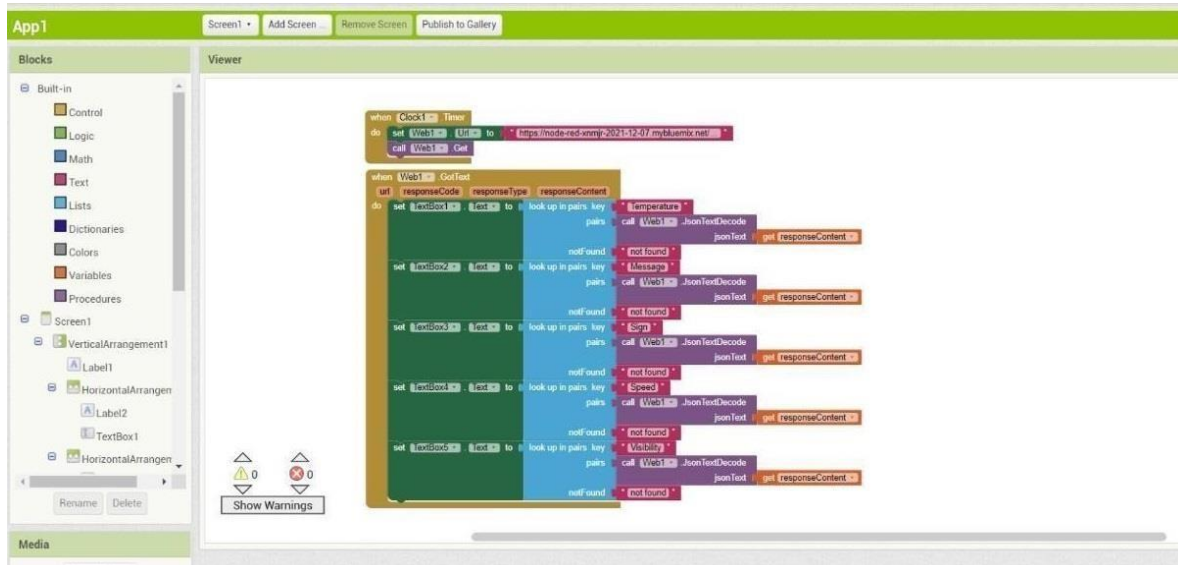 App1
Screen1 Add Screen ... Remove Screen Publish to Gallery
Blocks
Built-in
Control
Logic
Math
Text
Lists
Dictionaries
Colors
Variables
Procedures
Screen1
VerticalArrangement1
Label1
HorizontalArrangen
Label2
TextBox1
HorizontalArrangen
Rename Delete
Media
Viewer
when Clock1 .Timer
do set Web1 . Url to " https://node-red-xnmjr-2021-12-07.mybluemix.net/... "
call Web1 .Get
when Web1 .GotText
url responseCode responseType responseContent
do set TextBox1 . Text to look up in pairs key " Temperature "
pairs call Web1 .JsonTextDecode
jsonText get responseContent
notFound " not found "
set TextBox2 . Text to look up in pairs key " Message "
pairs call Web1 .JsonTextDecode
jsonText get responseContent
notFound " not found "
set TextBox3 . Text to look up in pairs key " Sign "
pairs call Web1 .JsonTextDecode
jsonText get responseContent
notFound " not found "
set TextBox4 . Text to look up in pairs key " Speed "
pairs call Web1 .JsonTextDecode
jsonText get responseContent
notFound " not found "
set TextBox5 . Text to look up in pairs key " Visibility "
pairs call Web1 .JsonTextDecode
jsonText get responseContent
notFound " not found "
0 0
Show Warnings